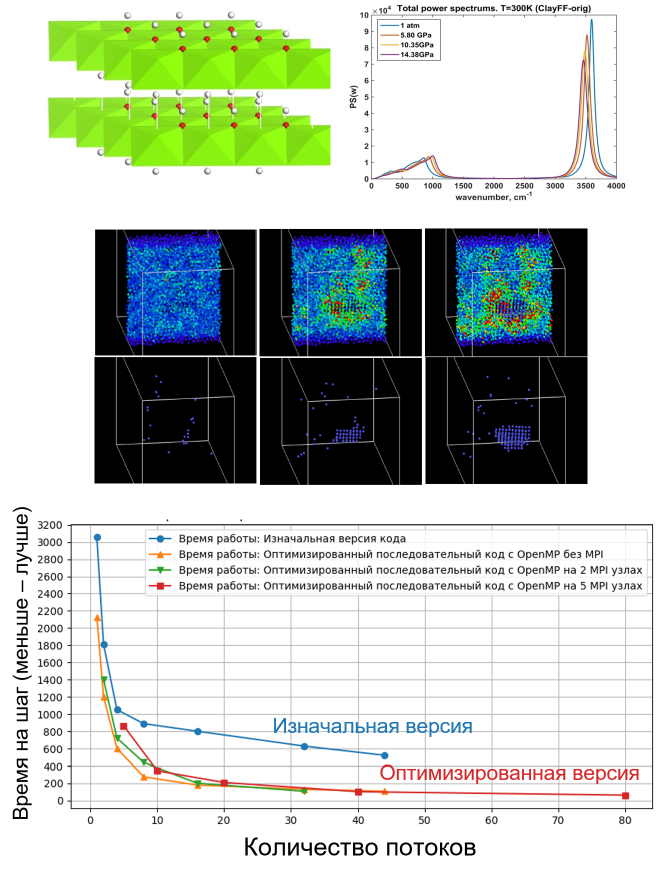 Total power spectrums. T=300K (ClayFF-orig)
×10⁴
10
9
8
7
6
5
4
3
2
1
0
PS(w)
1 atm
5.80 GPa
10.35GPa
14.38GPa
0 500 1000 1500 2000 2500 3000 3500 4000
wavenumber, cm⁻¹
Время на шаг (меньше – лучше)
3200
3000
2800
2600
2400
2200
2000
1800
1600
1400
1200
1000
800
600
400
200
0
Время работы: Изначальная версия кода
Время работы: Оптимизированный последовательный код с OpenMP без MPI
Время работы: Оптимизированный последовательный код с OpenMP на 2 MPI узлах
Время работы: Оптимизированный последовательный код с OpenMP на 5 MPI узлах
Изначальная версия
Оптимизированная версия
0 10 20 30 40 50 60 70 80
Количество потоков